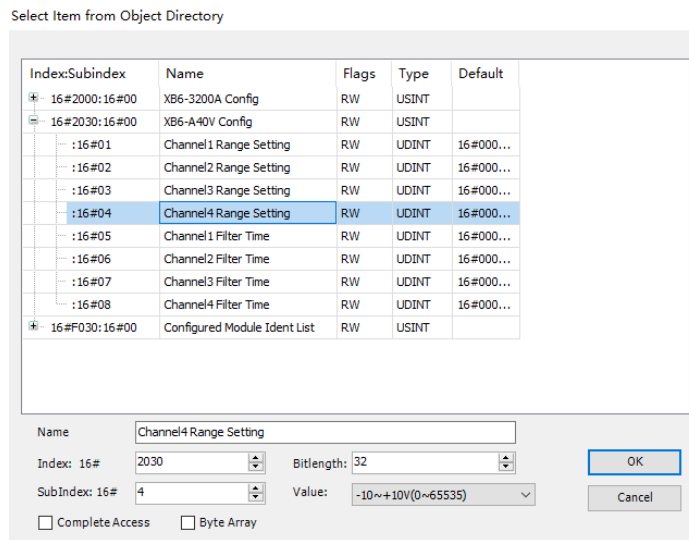 Select Item from Object Directory
Index:Subindex Name Flags Type Default
16#2000:16#00 XB6-3200A Config RW USINT
16#2030:16#00 XB6-A40V Config RW USINT
:16#01 Channel1 Range Setting RW UDINT 16#000...
:16#02 Channel2 Range Setting RW UDINT 16#000...
:16#03 Channel3 Range Setting RW UDINT 16#000...
:16#04 Channel4 Range Setting RW UDINT 16#000...
:16#05 Channel1 Filter Time RW UDINT 16#000...
:16#06 Channel2 Filter Time RW UDINT 16#000...
:16#07 Channel3 Filter Time RW UDINT 16#000...
:16#08 Channel4 Filter Time RW UDINT 16#000...
16#F030:16#00 Configured Module Ident List RW USINT
Name Channel4 Range Setting
Index: 16# 2030 Bitlength: 32 OK
SubIndex: 16# 4 Value: -10~+10V(0~65535) Cancel
Complete Access Byte Array